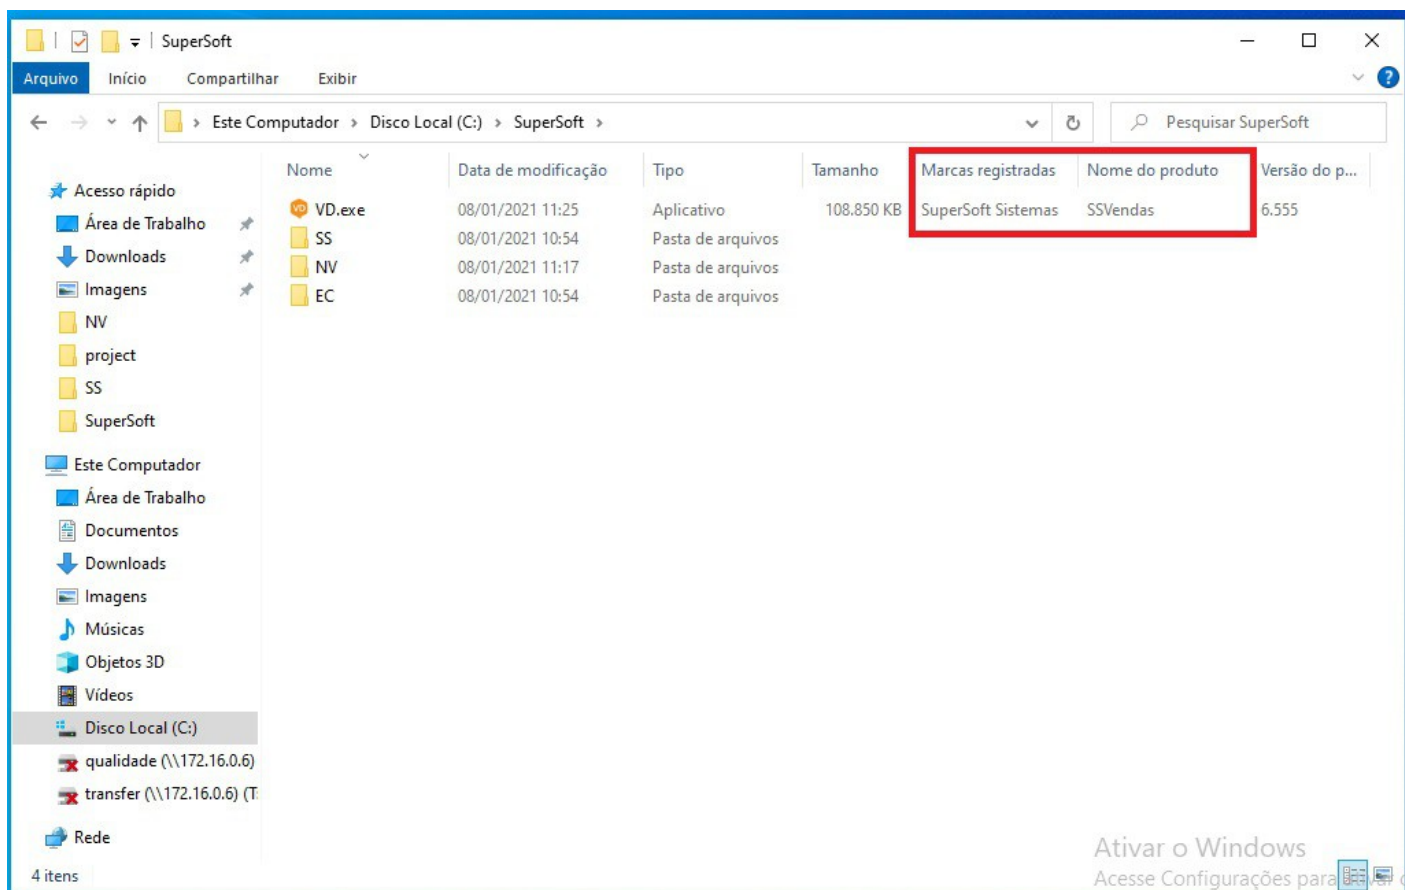 SuperSoft
Arquivo Início Compartilhar Exibir
Este Computador Disco Local (C:) SuperSoft Pesquisar SuperSoft
Nome Data de modificação Tipo Tamanho Marcas registradas Nome do produto Versão do p...
VD.exe 08/01/2021 11:25 Aplicativo 108.850 KB SuperSoft Sistemas SSVendas 6.555
SS 08/01/2021 10:54 Pasta de arquivos
NV 08/01/2021 11:17 Pasta de arquivos
EC 08/01/2021 10:54 Pasta de arquivos
Acesso rápido
Área de Trabalho
Downloads
Imagens
NV
project
SS
SuperSoft
Este Computador
Área de Trabalho
Documentos
Downloads
Imagens
Músicas
Objetos 3D
Vídeos
Disco Local (C:)
qualidade (\\172.16.0.6)
transfer (\\172.16.0.6) (T:
Rede
4 itens
Ativar o Windows
Acesse Configurações para